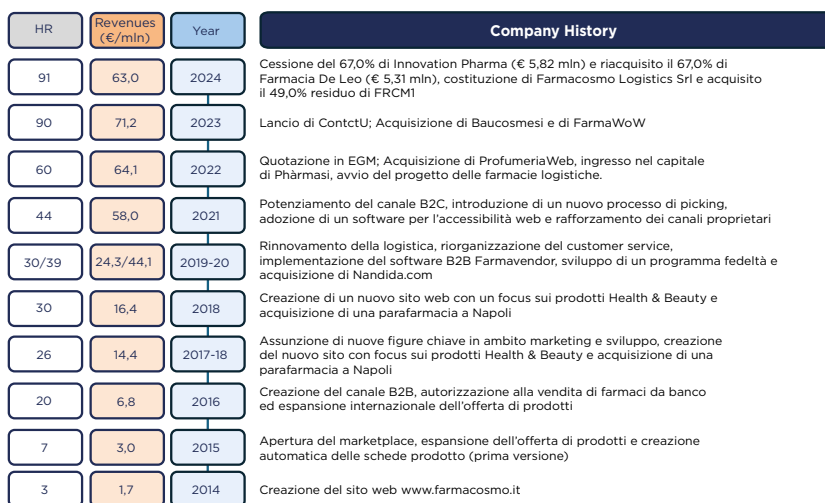 HR
Revenues
(€/mln)
Year
Company History
91
63,0
2024
Cessione del 67,0% di Innovation Pharma (€ 5,82 mln) e riacquisito il 67,0% di
Farmacia De Leo (€ 5,31 mln), costituzione di Farmacosmo Logistics Srl e acquisito
il 49,0% residuo di FRCM1
90
71,2
2023
Lancio di ContctU; Acquisizione di Baucosmesi e di FarmaWoW
60
64,1
2022
Quotazione in EGM; Acquisizione di ProfumeriaWeb, ingresso nel capitale
di Phàrmasi, avvio del progetto delle farmacie logistiche.
44
58,0
2021
Potenziamento del canale B2C, introduzione di un nuovo processo di picking,
adozione di un software per l'accessibilità web e rafforzamento dei canali proprietari
30/39
24,3/44,1
2019-20
Rinnovamento della logistica, riorganizzazione del customer service,
implementazione del software B2B Farmavendor, sviluppo di un programma fedeltà e
acquisizione di Nandida.com
30
16,4
2018
Creazione di un nuovo sito web con un focus sui prodotti Health & Beauty e
acquisizione di una parafarmacia a Napoli
26
14,4
2017-18
Assunzione di nuove figure chiave in ambito marketing e sviluppo, creazione
del nuovo sito con focus sui prodotti Health & Beauty e acquisizione di una
parafarmacia a Napoli
20
6,8
2016
Creazione del canale B2B, autorizzazione alla vendita di farmaci da banco
ed espansione internazionale dell'offerta di prodotti
7
3,0
2015
Apertura del marketplace, espansione dell'offerta di prodotti e creazione
automatica delle schede prodotto (prima versione)
3
1,7
2014
Creazione del sito web www.farmacosmo.it